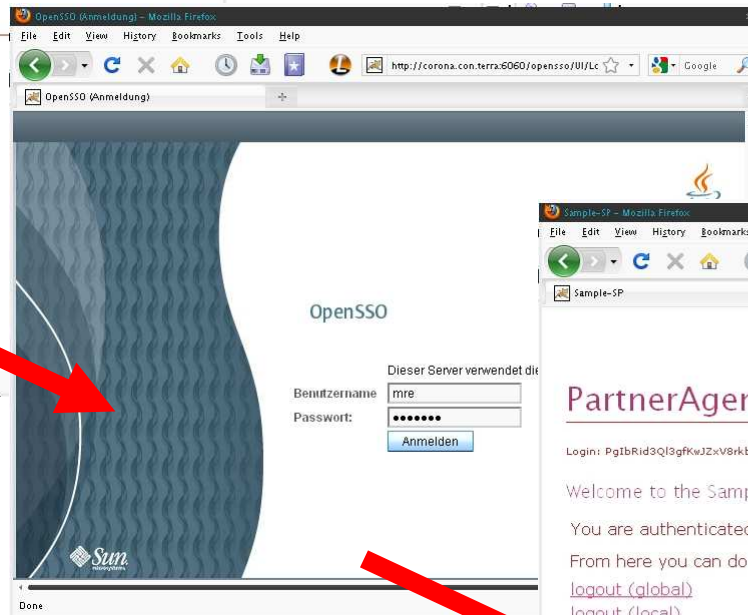 OpenSSO (Anmeldung) - Mozilla Firefox
File Edit View History Bookmarks Tools Help
http://corona.con.terra:6060/opensso/UI/Lc
Google
OpenSSO (Anmeldung)
OpenSSO
Dieser Server verwendet die
Benutzername mre
Passwort: •••••••
Anmelden
Sun
microsystems
Done
Sample-SP - Mozilla Firefox
File Edit View History Bookmarks
Sample-SP
PartnerAgen
Welcome to the Samp
You are authenticated
From here you can do
logout (global)
logout (local)